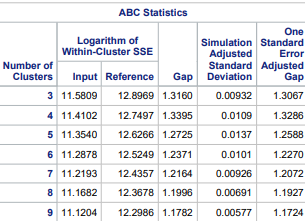 ABC Statistics
Logarithm of Within-Cluster SSE
Simulation Adjusted Standard Deviation
One Standard Error Adjusted Gap
Number of Clusters Input Reference Gap
3 11.5809 12.8969 1.3160 0.00932 1.3067
4 11.4102 12.7497 1.3395 0.0109 1.3286
5 11.3540 12.6266 1.2725 0.0137 1.2588
6 11.2878 12.5249 1.2371 0.0101 1.2270
7 11.2193 12.4357 1.2164 0.00926 1.2072
8 11.1682 12.3678 1.1996 0.00691 1.1927
9 11.1204 12.2986 1.1782 0.00577 1.1724